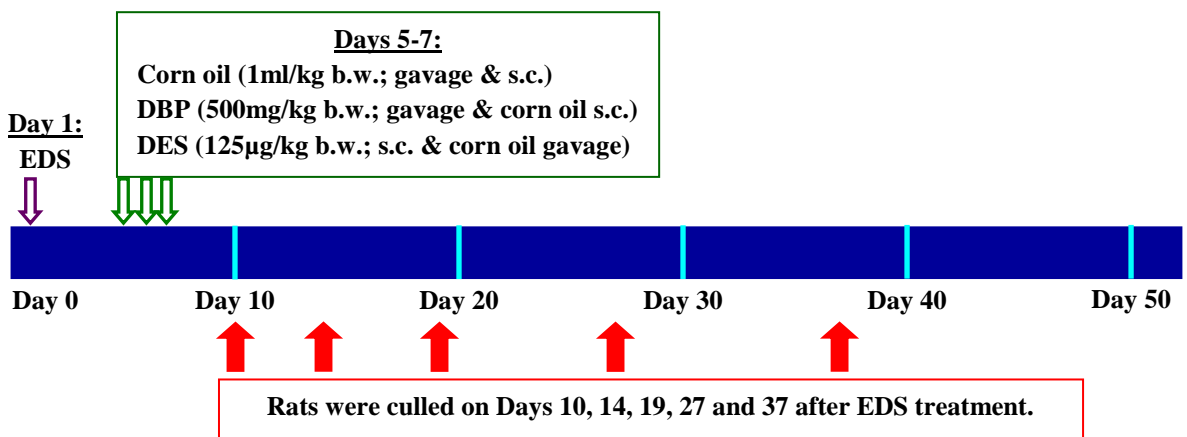 Days 5-7:
Corn oil (1ml/kg b.w.; gavage & s.c.)
DBP (500mg/kg b.w.; gavage & corn oil s.c.)
DES (125µg/kg b.w.; s.c. & corn oil gavage)
Day 1:
EDS
Day 0
Day 10
Day 20
Day 30
Day 40
Day 50
Rats were culled on Days 10, 14, 19, 27 and 37 after EDS treatment.